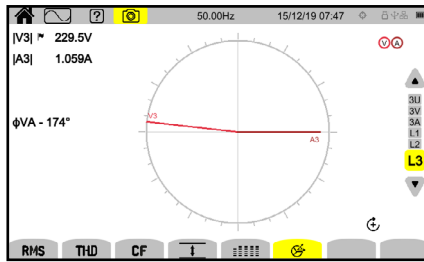 ? 50.00Hz 15/12/19 07:47
|V3| 229.5V
|A3| 1.059A
V A
3U
3V
3A
L1
L2
L3
V3
A3
ϕVA - 174°
RMS THD CF